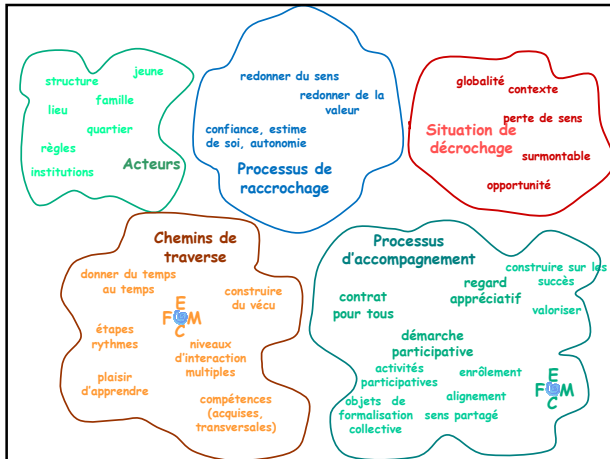 jeune
structure
famille
lieu
quartier
règles
institutions
Acteurs
redonner du sens
redonner de la
valeur
confiance, estime
de soi, autonomie
Processus de
raccrochage
globalité
contexte
perte de sens
Situation de
décrochage
surmontable
opportunité
Chemins de
traverse
donner du temps
au temps
construire
du vécu
E
F M
C
étapes
rythmes
niveaux
d'interaction
multiples
plaisir
d'apprendre
compétences
(acquises,
transversales)
Processus
d'accompagnement
construire sur les
succès
regard
appréciatif
contrat
pour tous
valoriser
démarche
participative
activités
participatives
enrôlement
E
F M
C
alignement
objets de
formalisation
collective
sens partagé